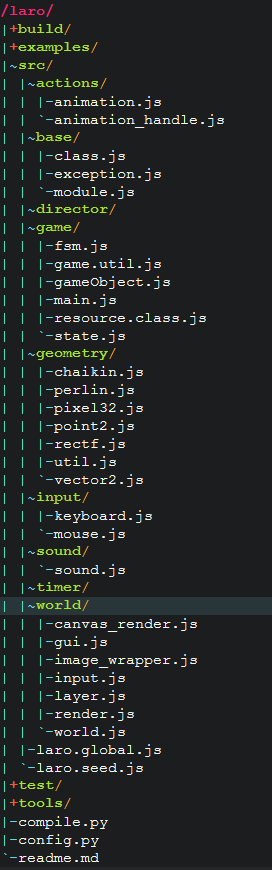 /laro/
|+build/
|+examples/
|~src/
| |~actions/
| | |-animation.js
| | `-animation_handle.js
| |~base/
| | |-class.js
| | |-exception.js
| | `-module.js
| |~director/
| |~game/
| | |-fsm.js
| | |-game.util.js
| | |-gameObject.js
| | |-main.js
| | |-resource.class.js
| | `-state.js
| |~geometry/
| | |-chaikin.js
| | |-perlin.js
| | |-pixel32.js
| | |-point2.js
| | |-rectf.js
| | |-util.js
| | `-vector2.js
| |~input/
| | |-keyboard.js
| | `-mouse.js
| |~sound/
| | `-sound.js
| |~timer/
| |~world/
| | |-canvas_render.js
| | |-gui.js
| | |-image_wrapper.js
| | |-input.js
| | |-layer.js
| | |-render.js
| | `-world.js
| |-laro.global.js
| `-laro.seed.js
|+test/
|+tools/
|-compile.py
|-config.py
`-readme.md